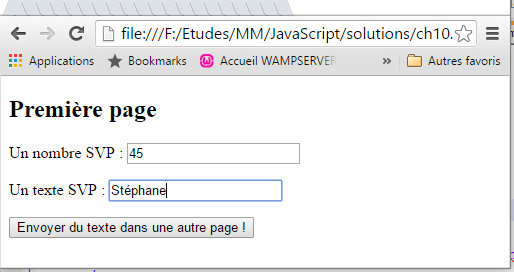 file:///F:/Etudes/MM/JavaScript/solutions/ch10.
Applications Bookmarks Accueil WAMPSERVER » Autres favoris
Première page
Un nombre SVP : 45
Un texte SVP : Stéphane
Envoyer du texte dans une autre page !